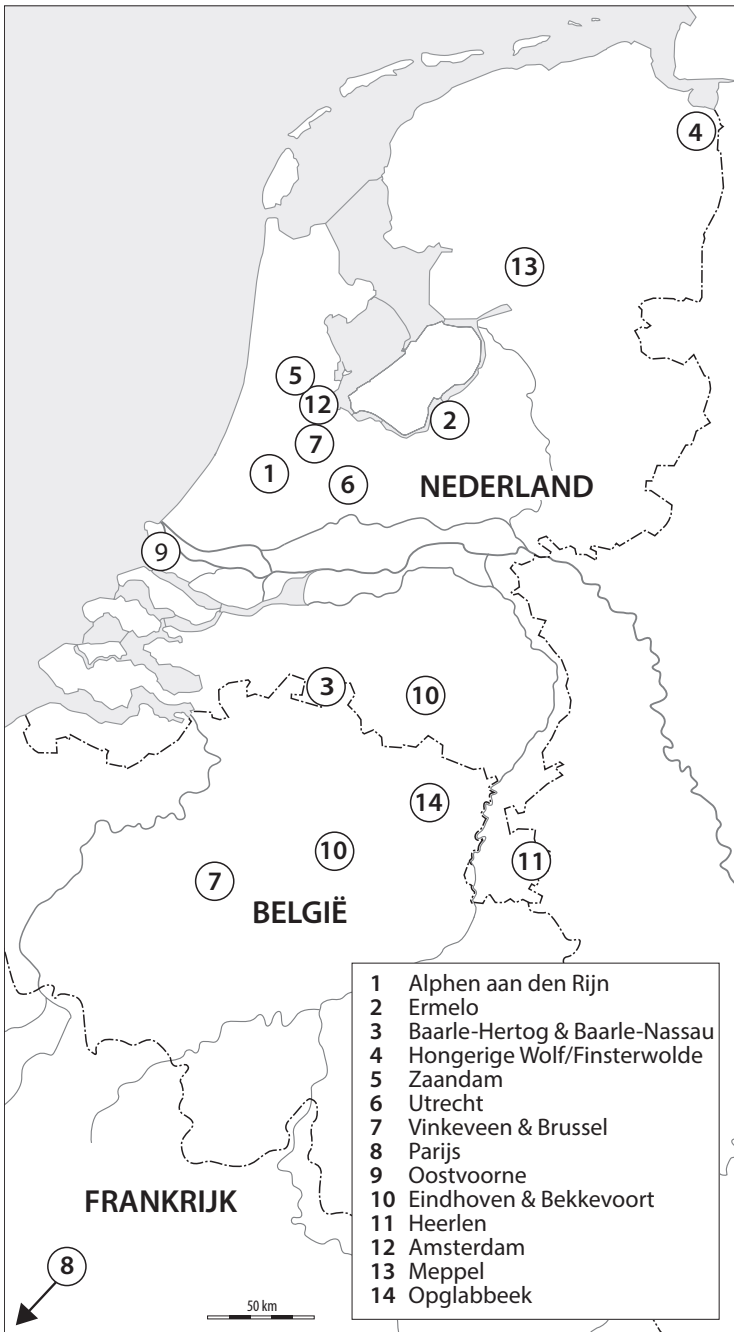 4
13
5
12
2
7
1
6
NEDERLAND
9
3
10
14
10
11
7
BELGIË
1 Alphen aan den Rijn
2 Ermelo
3 Baarle-Hertog & Baarle-Nassau
4 Hongerige Wolf/Finsterwolde
5 Zaandam
6 Utrecht
7 Vinkeveen & Brussel
8 Parijs
9 Oostvoorne
10 Eindhoven & Bekkevoort
11 Heerlen
12 Amsterdam
13 Meppel
14 Opglabbeek
FRANKRIJK
8
50 km